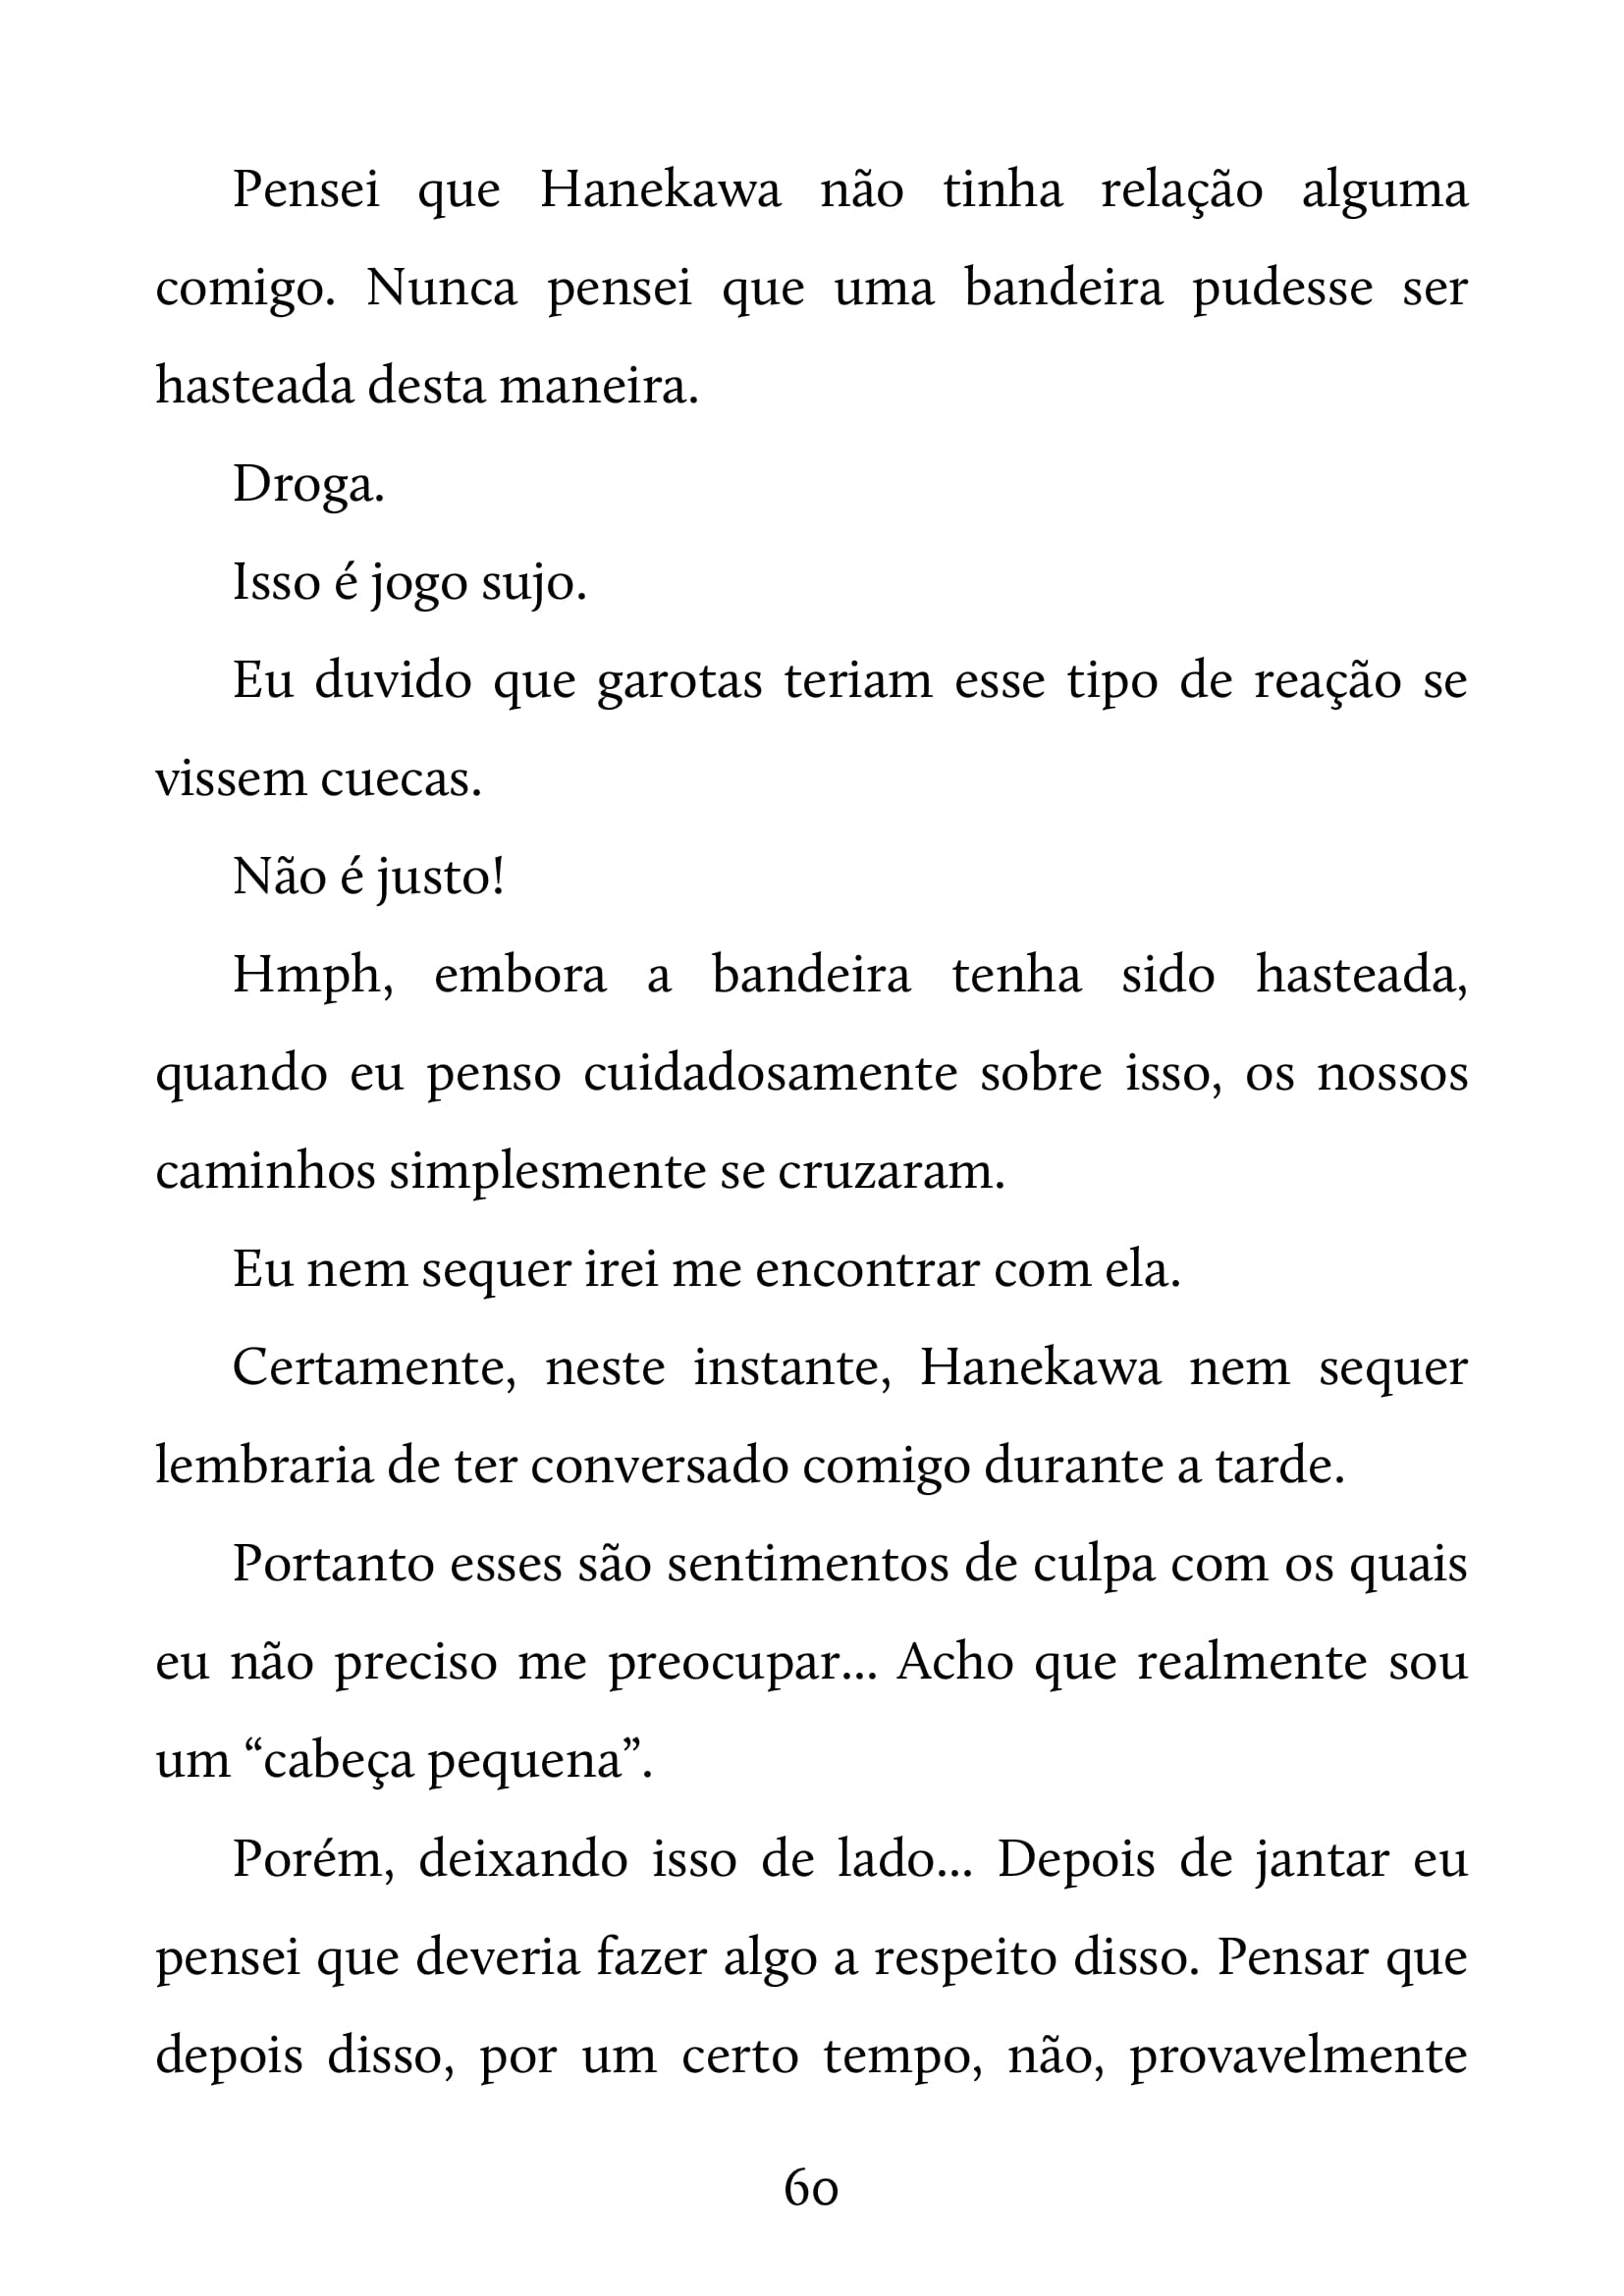 Pensei que Hanekawa não tinha relação alguma
comigo. Nunca pensei que uma bandeira pudesse ser
hasteada desta maneira.
Droga.
Isso é jogo sujo.
Eu duvido que garotas teriam esse tipo de reação se
vissem cuecas.
Não é justo!
Hmph, embora a bandeira tenha sido hasteada,
quando eu penso cuidadosamente sobre isso, os nossos
caminhos simplesmente se cruzaram.
Eu nem sequer irei me encontrar com ela.
Certamente, neste instante, Hanekawa nem sequer
lembraria de ter conversado comigo durante a tarde.
Portanto esses são sentimentos de culpa com os quais
eu não preciso me preocupar... Acho que realmente sou
um “cabeça pequena”.
Porém, deixando isso de lado... Depois de jantar eu
pensei que deveria fazer algo a respeito disso. Pensar que
depois disso, por um certo tempo, não, provavelmente
60